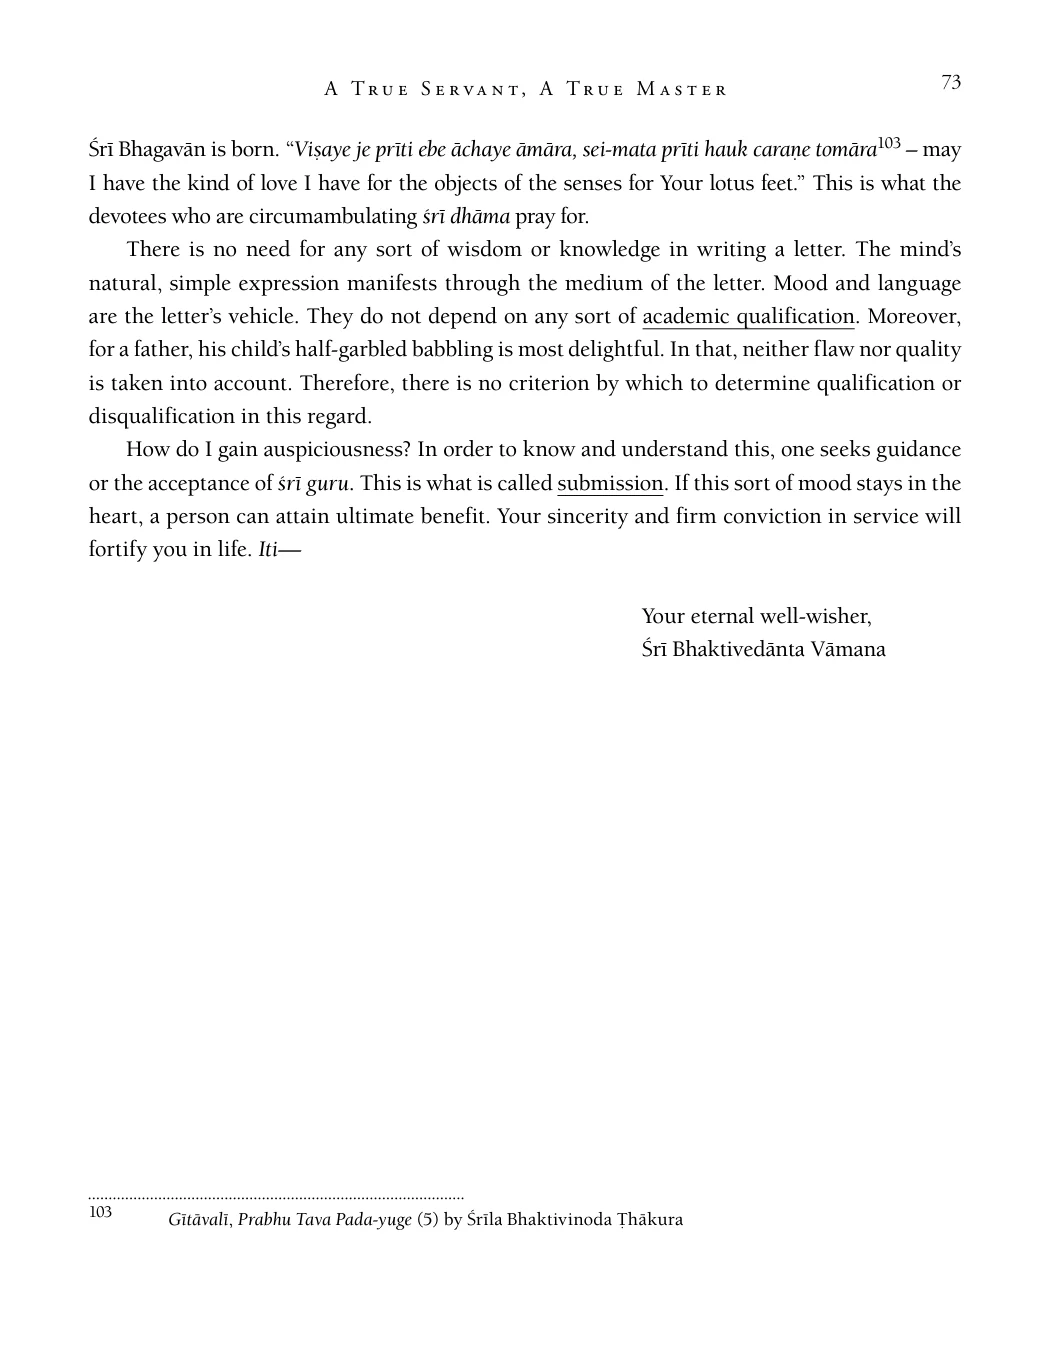 A True Servant, A True Master
73
Śrī Bhagavān is born. “Viṣaye je prīti ebe āchaye āmāra, sei-mata prīti hauk caraṇe tomāra103 – may
I have the kind of love I have for the objects of the senses for Your lotus feet.” This is what the
devotees who are circumambulating śrī dhāma pray for.
There is no need for any sort of wisdom or knowledge in writing a letter. The mind’s
natural, simple expression manifests through the medium of the letter. Mood and language
are the letter’s vehicle. They do not depend on any sort of academic qualification. Moreover,
for a father, his child’s half-garbled babbling is most delightful. In that, neither flaw nor quality
is taken into account. Therefore, there is no criterion by which to determine qualification or
disqualification in this regard.
How do I gain auspiciousness? In order to know and understand this, one seeks guidance
or the acceptance of śrī guru. This is what is called submission. If this sort of mood stays in the
heart, a person can attain ultimate benefit. Your sincerity and firm conviction in service will
fortify you in life. Iti—
Your eternal well-wisher,
Śrī Bhaktivedānta Vāmana
103 Gītāvalī, Prabhu Tava Pada-yuge (5) by Śrīla Bhaktivinoda Ṭhākura